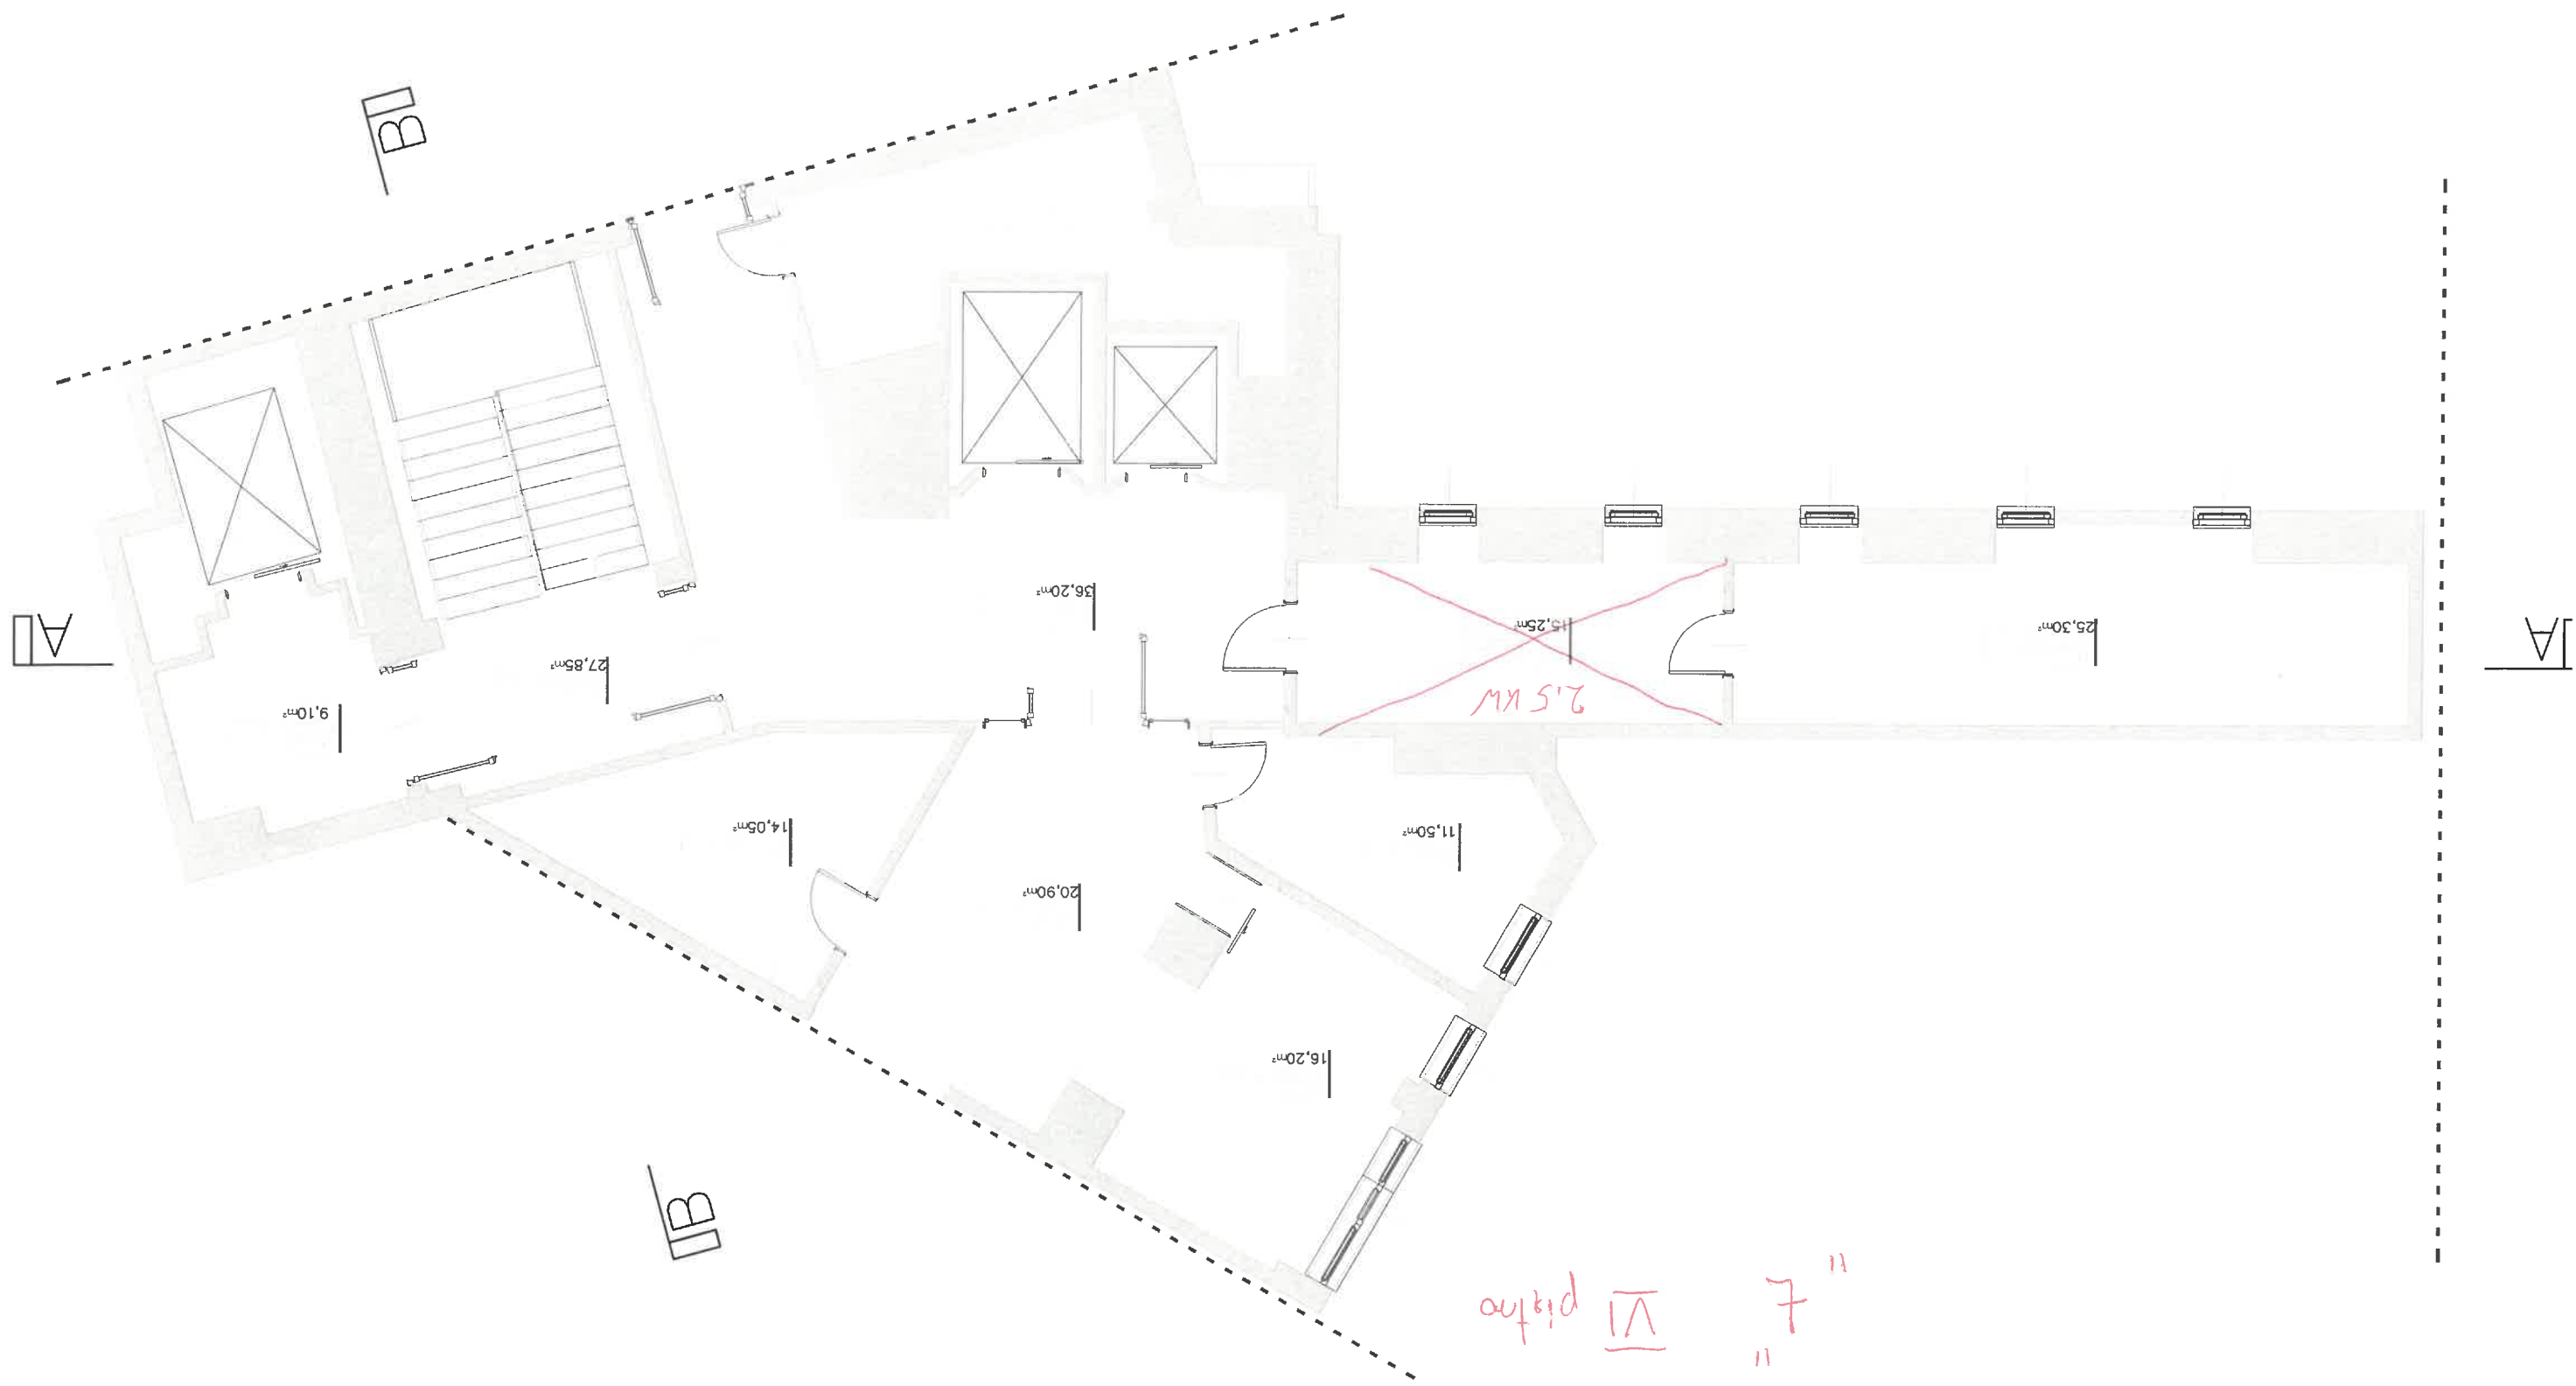 "7" VI piętro
B
16,20m²
20,90m²
11,50m²
14,05m²
2,5 KW
9,10m²
27,85m²
A
25,30m²
15,25m²
36,20m²
A
B